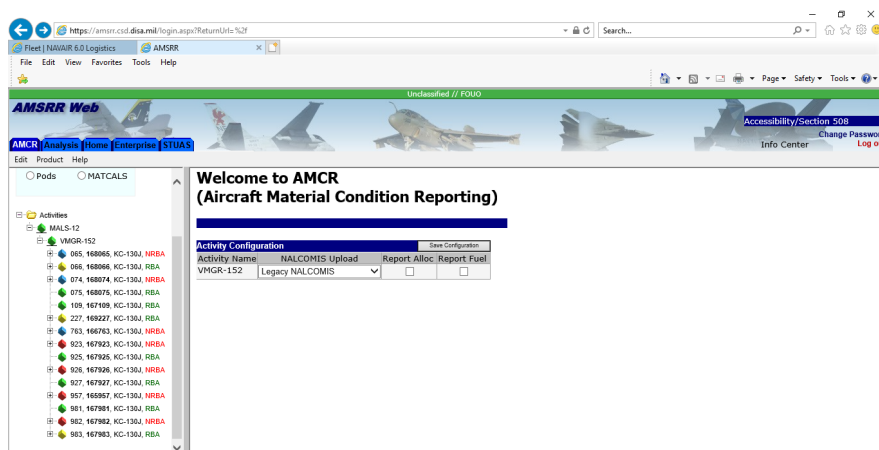 https://amsrr.csd.disa.mil/login.aspx?ReturnUrl=%2f
Search...
Fleet | NAVAIR 6.0 Logistics
AMSRR
File Edit View Favorites Tools Help
Page Safety Tools
Unclassified // FOUO
AMSRR Web
Accessibility/Section 508
Change Passwor
Info Center
Log o
AMCR Analysis Home Enterprise STUAS
Edit Product Help
Pods MATCALS
Activities
MALS-12
VMGR-152
065, 168065, KC-130J, NRBA
066, 168066, KC-130J, RBA
074, 168074, KC-130J, NRBA
075, 168075, KC-130J, RBA
109, 167109, KC-130J, RBA
227, 169227, KC-130J, RBA
763, 166763, KC-130J, NRBA
923, 167923, KC-130J, NRBA
925, 167925, KC-130J, RBA
926, 167926, KC-130J, NRBA
927, 167927, KC-130J, RBA
957, 165957, KC-130J, NRBA
981, 167981, KC-130J, RBA
982, 167982, KC-130J, NRBA
983, 167983, KC-130J, RBA
Welcome to AMCR
(Aircraft Material Condition Reporting)
Activity Configuration
Save Configuration
Activity Name NALCOMIS Upload Report Alloc Report Fuel
VMGR-152 Legacy NALCOMIS